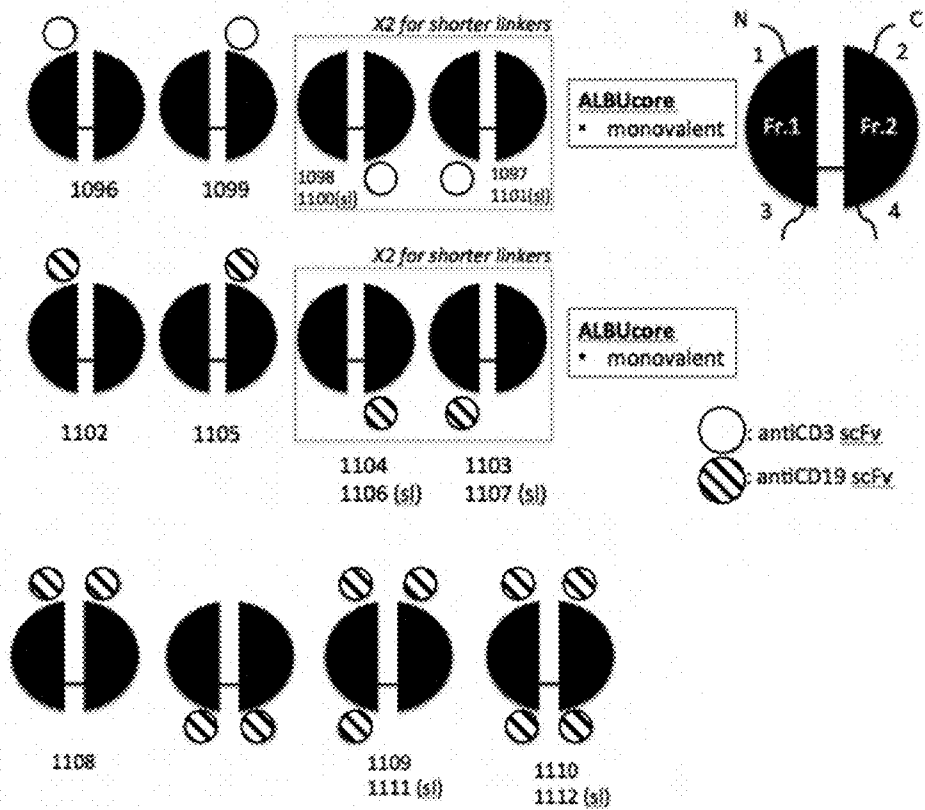 X2 for shorter linkers
N
C
1
2
ALBUcore
• monovalent
Fr.1
Fr.2
1096
1099
1098
1100(sl)
1097
1101(sl)
3
4
X2 for shorter linkers
ALBUcore
• monovalent
1102
1105
1104
1106 (sl)
1103
1107 (sl)
: antiCD3 scFv
: antiCD19 scFv
1108
1109
1111 (sl)
1110
1112 (sl)